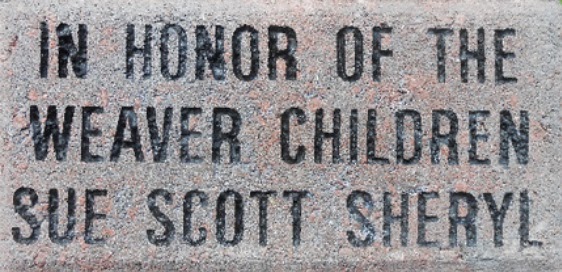 IN HONOR OF THE
WEAVER CHILDREN
SUE SCOTT SHERYL